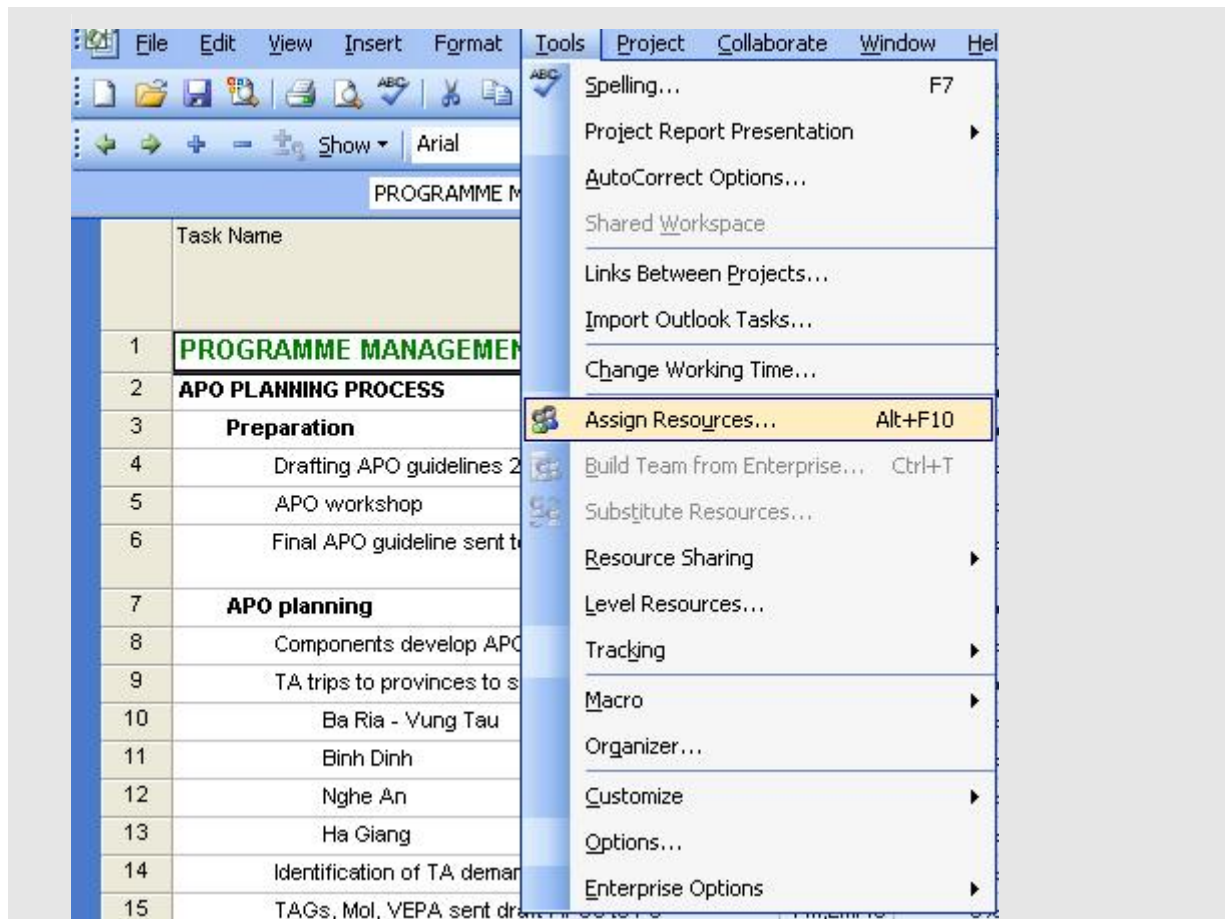 File Edit View Insert Format Tools Project Collaborate Window Hel
Show Arial
PROGRAMME M
Spelling... F7
Project Report Presentation
AutoCorrect Options...
Shared Workspace
Links Between Projects...
Import Outlook Tasks...
Change Working Time...
Assign Resources... Alt+F10
Build Team from Enterprise... Ctrl+T
Substitute Resources...
Resource Sharing
Level Resources...
Tracking
Macro
Organizer...
Customize
Options...
Enterprise Options
Task Name
1 PROGRAMME MANAGEMEN
2 APO PLANNING PROCESS
3 Preparation
4 Drafting APO guidelines 2
5 APO workshop
6 Final APO guideline sent t
7 APO planning
8 Components develop APO
9 TA trips to provinces to s
10 Ba Ria - Vung Tau
11 Binh Dinh
12 Nghe An
13 Ha Giang
14 Identification of TA deman
15 TAGs, MoI, VEPA sent